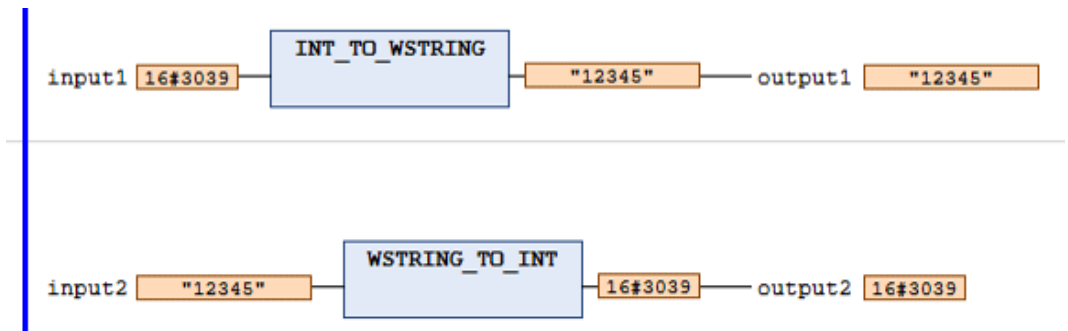 INT_TO_WSTRING
input1 16#3039 "12345" output1 "12345"
WSTRING_TO_INT
input2 "12345" 16#3039 output2 16#3039